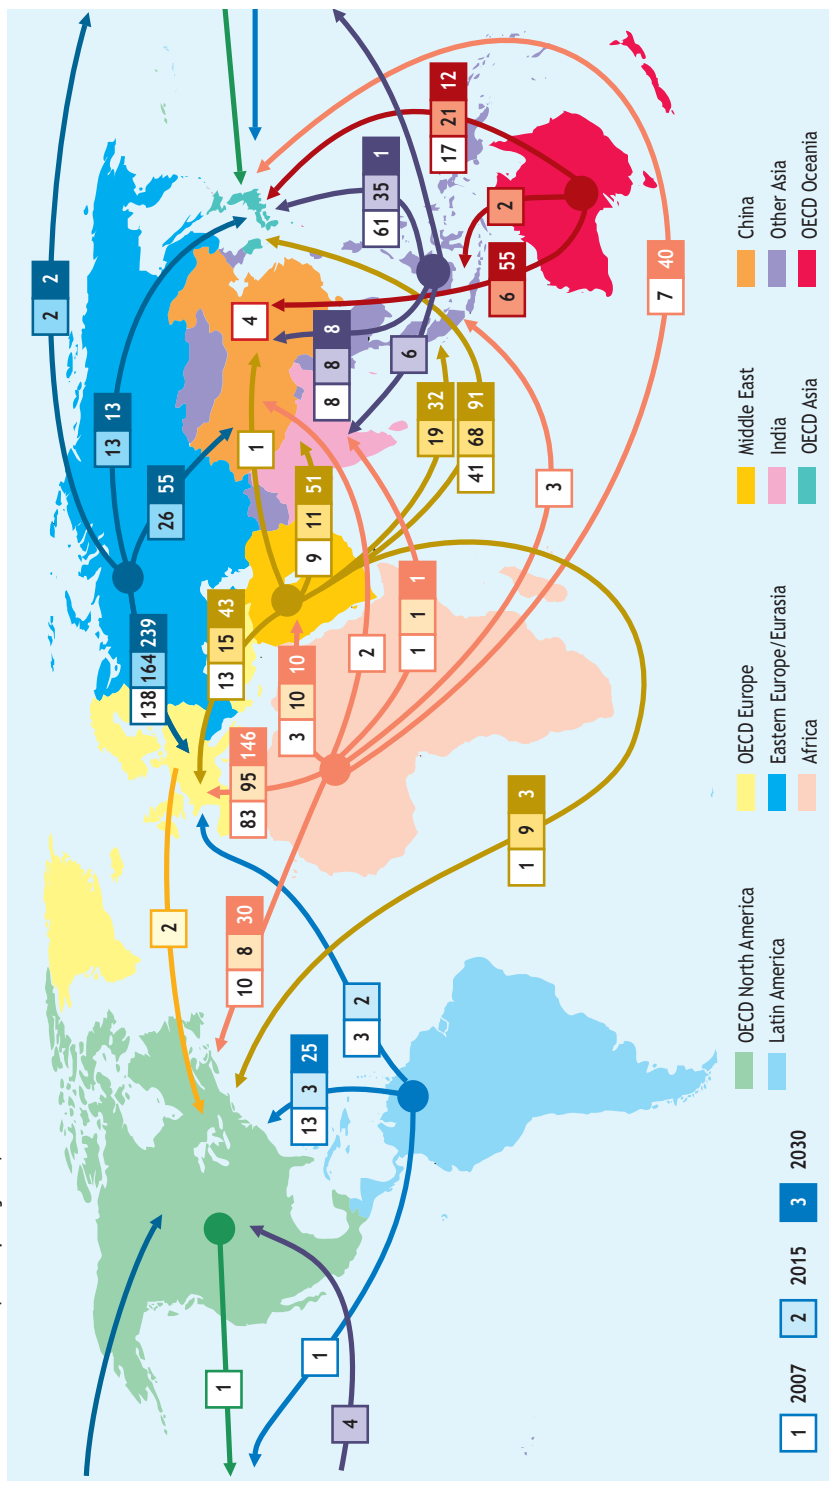 2 2
13 13
138 164 239
26 55
2
1
13 15 43
10 8 30
83 95 146
4
1
3 10 10
13 3 25
9 11 51
1
8 8 8
4
3 2
2
61 35 1
6
1 1 1
19 32
17 21 12
41 68 91
6 55
2
1 9 3
3
7 40
OECD North America
OECD Europe
Middle East
China
Latin America
Eastern Europe/Eurasia
India
Other Asia
Africa
OECD Asia
OECD Oceania
1 2007 2 2015 3 2030